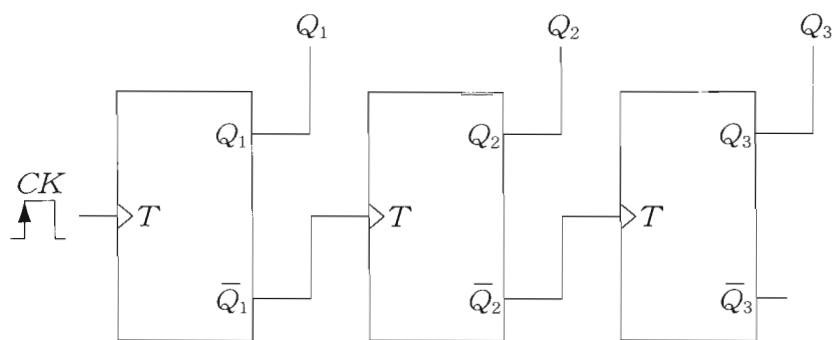 Q₁ Q₂ Q₃
Q₁ Q₂ Q₃
CK
T T T
Q̅₁ Q̅₂ Q̅₃